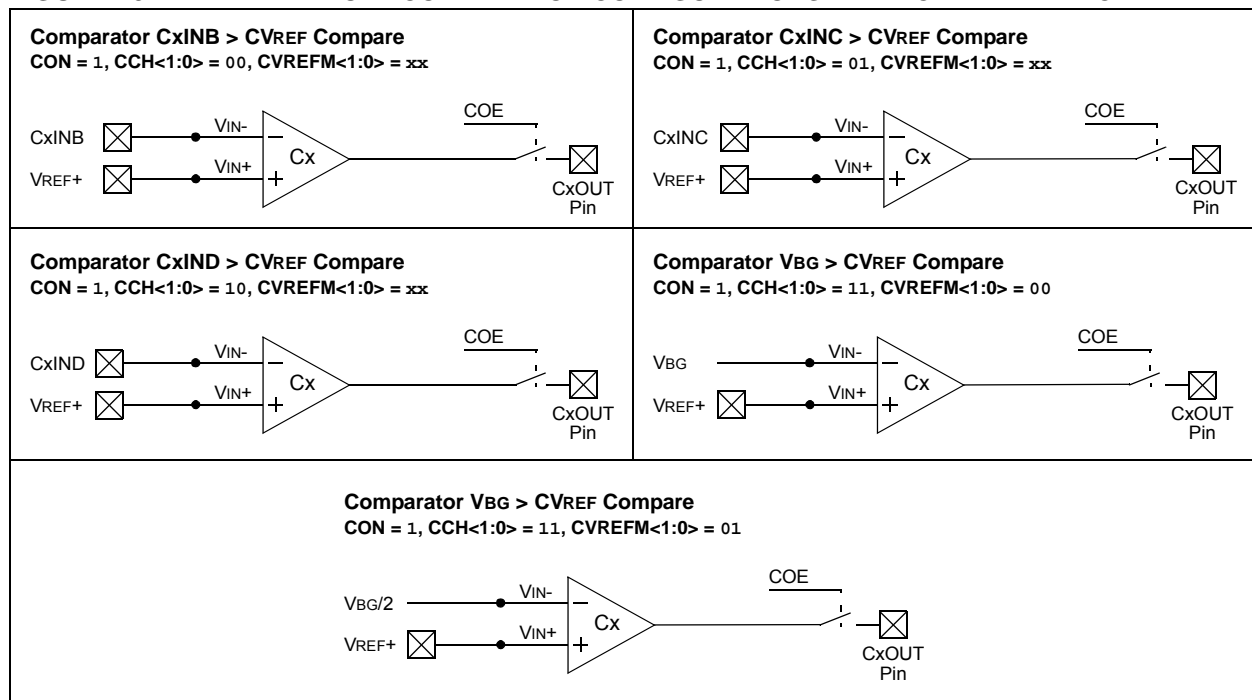 Comparator CxINB > CVREF Compare
CON = 1, CCH<1:0> = 00, CVREFM<1:0> = xx
COE
CxINB
VIN-
Cx
VREF+
VIN+
CxOUT
Pin
Comparator CxINC > CVREF Compare
CON = 1, CCH<1:0> = 01, CVREFM<1:0> = xx
COE
CxINC
VIN-
Cx
VREF+
VIN+
CxOUT
Pin
Comparator CxIND > CVREF Compare
CON = 1, CCH<1:0> = 10, CVREFM<1:0> = xx
COE
CxIND
VIN-
Cx
VREF+
VIN+
CxOUT
Pin
Comparator VBG > CVREF Compare
CON = 1, CCH<1:0> = 11, CVREFM<1:0> = 00
COE
VBG
VIN-
Cx
VREF+
VIN+
CxOUT
Pin
Comparator VBG > CVREF Compare
CON = 1, CCH<1:0> = 11, CVREFM<1:0> = 01
COE
VBG/2
VIN-
Cx
VREF+
VIN+
CxOUT
Pin